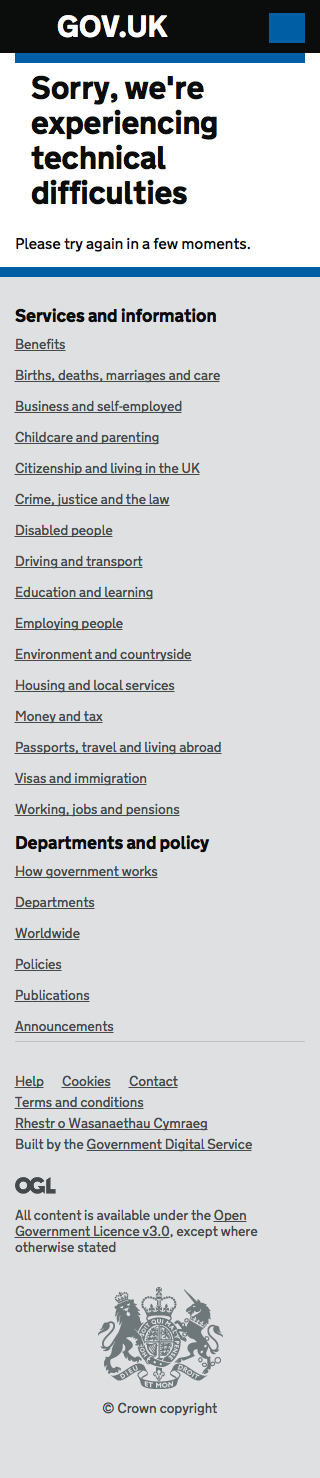 GOV.UK
Sorry, we're
experiencing
technical
difficulties
Please try again in a few moments.
Services and information
Benefits
Births, deaths, marriages and care
Business and self-employed
Childcare and parenting
Citizenship and living in the UK
Crime, justice and the law
Disabled people
Driving and transport
Education and learning
Employing people
Environment and countryside
Housing and local services
Money and tax
Passports, travel and living abroad
Visas and immigration
Working, jobs and pensions
Departments and policy
How government works
Departments
Worldwide
Policies
Publications
Announcements
Help Cookies Contact
Terms and conditions
Rhestr o Wasanaethau Cymraeg
Built by the Government Digital Service
OGL
All content is available under the Open
Government Licence v3.0, except where
otherwise stated
DIEU ET MON DROIT
© Crown copyright